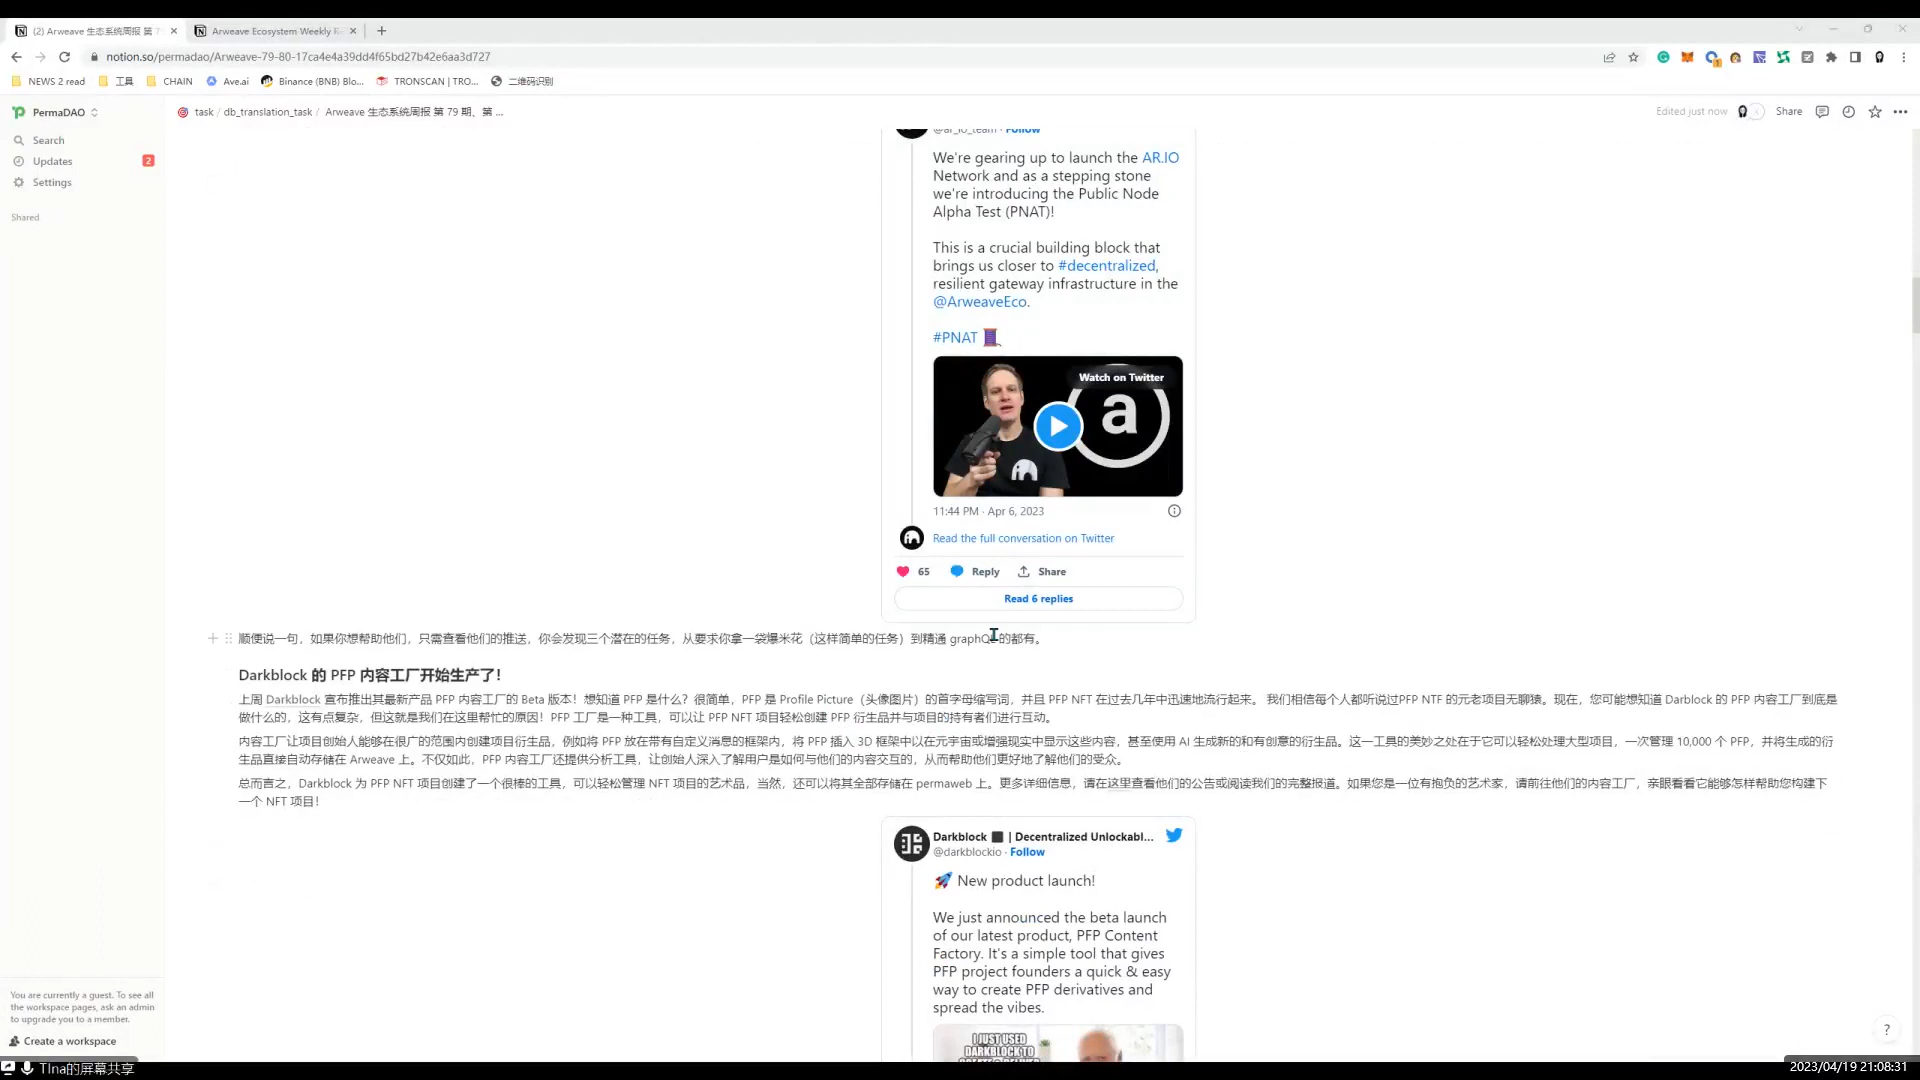 (2) Arweave 生态系统周报 第 7
Arweave Ecosystem Weekly R
notion.so/permadao/Arweave-79-80-17ca4e4a39dd4f65bd27b42e6aa3d727
NEWS 2 read
工具
CHAIN
Ave.ai
Binance (BNB) Blo...
TRONSCAN | TRO...
二维码识别
PermaDAO
task / db_translation_task / Arweave 生态系统周报 第 79 期、第 ...
Edited just now
Share
Search
Updates
2
Settings
Shared
@ar_io_team · Follow
We're gearing up to launch the AR.IO
Network and as a stepping stone
we're introducing the Public Node
Alpha Test (PNAT)!
This is a crucial building block that
brings us closer to #decentralized,
resilient gateway infrastructure in the
@ArweaveEco.
#PNAT 🧵
Watch on Twitter
a
11:44 PM · Apr 6, 2023
Read the full conversation on Twitter
65
Reply
Share
Read 6 replies
顺便说一句，如果你想帮助他们，只需查看他们的推送，你会发现三个潜在的任务，从要求你拿一袋爆米花（这样简单的任务）到精通 graphQ 的都有。
Darkblock 的 PFP 内容工厂开始生产了！
上周 Darkblock 宣布推出其最新产品 PFP 内容工厂的 Beta 版本！想知道 PFP 是什么？很简单，PFP 是 Profile Picture（头像图片）的首字母缩写词，并且 PFP NFT 在过去几年中迅速地流行起来。 我们相信每个人都听说过PFP NTF 的元老项目无聊猿。现在，您可能想知道 Darblock 的 PFP 内容工厂到底是
做什么的，这有点复杂，但这就是我们在这里帮忙的原因！PFP 工厂是一种工具，可以让 PFP NFT 项目轻松创建 PFP 衍生品并与项目的持有者们进行互动。
内容工厂让项目创始人能够在很广的范围内创建项目衍生品，例如将 PFP 放在带有自定义消息的框架内，将 PFP 插入 3D 框架中以在元宇宙或增强现实中显示这些内容，甚至使用 AI 生成新的和有创意的衍生品。这一工具的美妙之处在于它可以轻松处理大型项目，一次管理 10,000 个 PFP，并将生成的衍
生品直接自动存储在 Arweave 上。不仅如此，PFP 内容工厂还提供分析工具，让创始人深入了解用户是如何与他们的内容交互的，从而帮助他们更好地了解他们的受众。
总而言之，Darkblock 为 PFP NFT 项目创建了一个很棒的工具，可以轻松管理 NFT 项目的艺术品，当然，还可以将其全部存储在 permaweb 上。更多详细信息，请在这里查看他们的公告或阅读我们的完整报道。如果您是一位有抱负的艺术家，请前往他们的内容工厂，亲眼看看它能够怎样帮助您构建下
一个 NFT 项目！
Darkblock ⬛ | Decentralized Unlockabl...
@darkblockio · Follow
🚀 New product launch!
We just announced the beta launch
of our latest product, PFP Content
Factory. It's a simple tool that gives
PFP project founders a quick & easy
way to create PFP derivatives and
spread the vibes.
I JUST USED
DARKBLOCK TO
You are currently a guest. To see all
the workspace pages, ask an admin
to upgrade you to a member.
Create a workspace
?
TIna的屏幕共享
2023/04/19 21:08:31